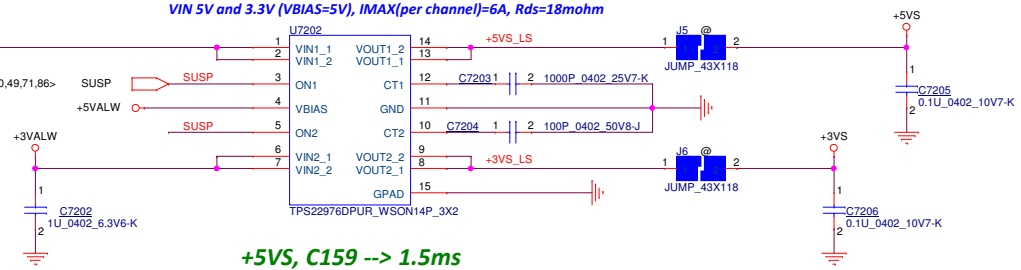 VIN 5V and 3.3V (VBIAS=5V), IMAX(per channel)=6A, Rds=18mohm
U7202
+5VS
1 VIN1_1 VOUT1_2 14 +5VS_LS 1 J5 @ 2
2 VIN1_2 VOUT1_1 13
JUMP_43X118
0,49,71,86> SUSP SUSP 3 ON1 CT1 12 C7203 1 2 1000P_0402_25V7-K
1 C7205
0.1U_0402_10V7-K
2
+5VALW 4 VBIAS GND 11
SUSP 5 ON2 CT2 10 C7204 1 2 100P_0402_50V8-J
+3VALW
+3VS
6 VIN2_1 VOUT2_2 9
7 VIN2_2 VOUT2_1 8 +3VS_LS 1 J6 @ 2
JUMP_43X118
GPAD 15
TPS22976DPUR_WSON14P_3X2
1 C7202
1U_0402_6.3V6-K
2
1 C7206
0.1U_0402_10V7-K
2
+5VS, C159 --> 1.5ms